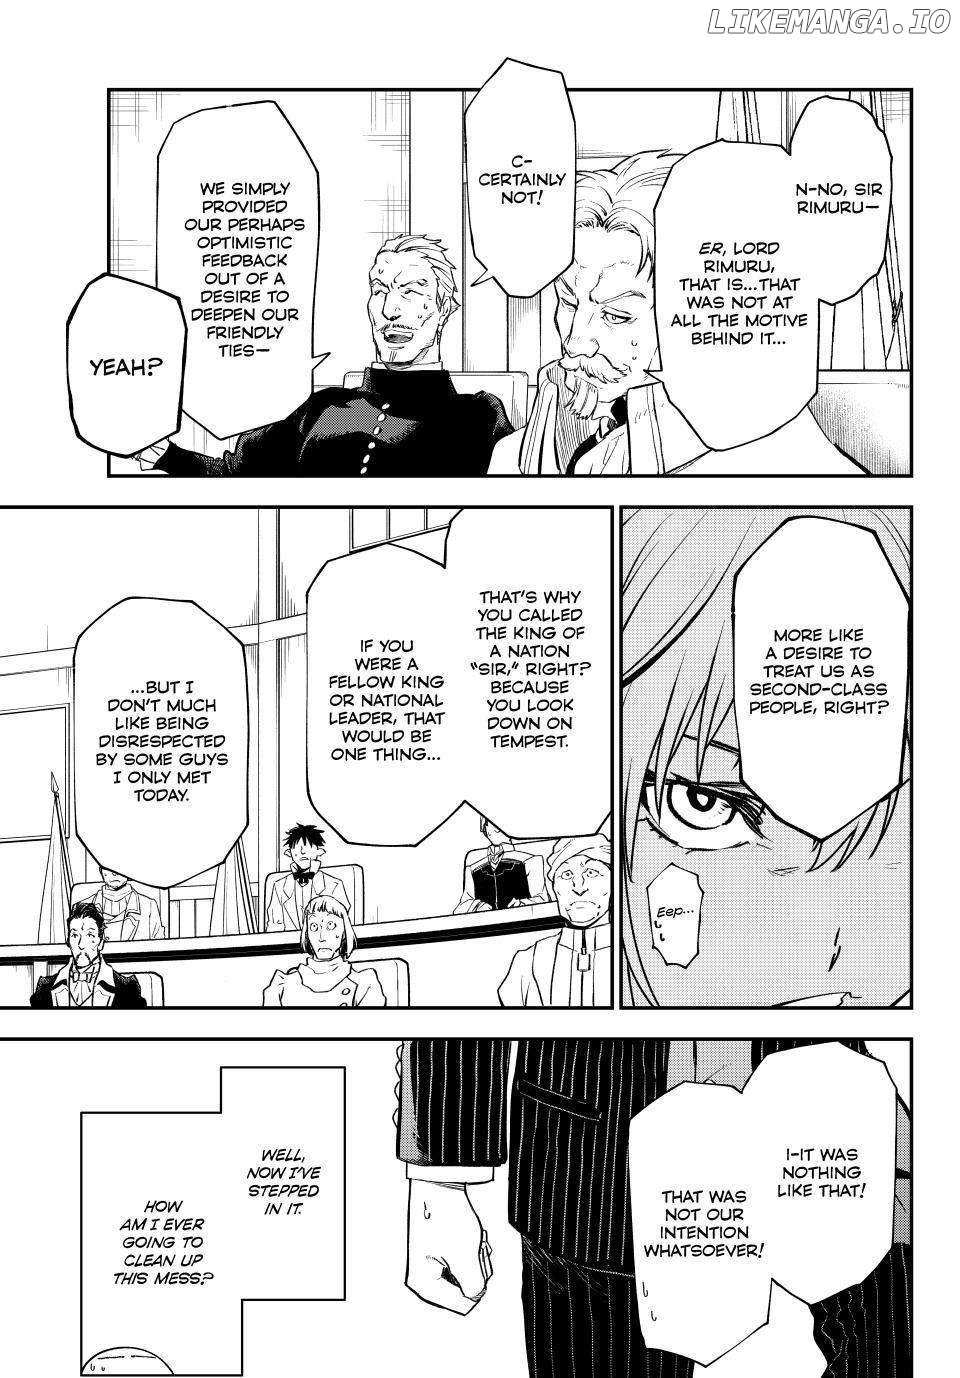 LIKEMANGA.IO
N-NO, SIR
RIMURU—
ER, LORD
RIMURU,
THAT IS...THAT
WAS NOT AT
ALL THE MOTIVE
BEHIND IT...
C-
CERTAINLY
NOT!
WE SIMPLY
PROVIDED
OUR PERHAPS
OPTIMISTIC
FEEDBACK
OUT OF A
DESIRE TO
DEEPEN OUR
FRIENDLY
TIES—
YEAH?
MORE LIKE
A DESIRE TO
TREAT US AS
SECOND-CLASS
PEOPLE, RIGHT?
Eep...
THAT'S WHY
YOU CALLED
THE KING OF
A NATION
"SIR," RIGHT?
BECAUSE
YOU LOOK
DOWN ON
TEMPEST.
IF YOU
WERE A
FELLOW KING
OR NATIONAL
LEADER, THAT
WOULD BE
ONE THING...
...BUT I
DON'T MUCH
LIKE BEING
DISRESPECTED
BY SOME GUYS
I ONLY MET
TODAY.
I-IT WAS
NOTHING
LIKE THAT!
THAT WAS
NOT OUR
INTENTION
WHATSOEVER!
WELL,
NOW I'VE
STEPPED
IN IT.
HOW
AM I EVER
GOING TO
CLEAN UP
THIS MESS?